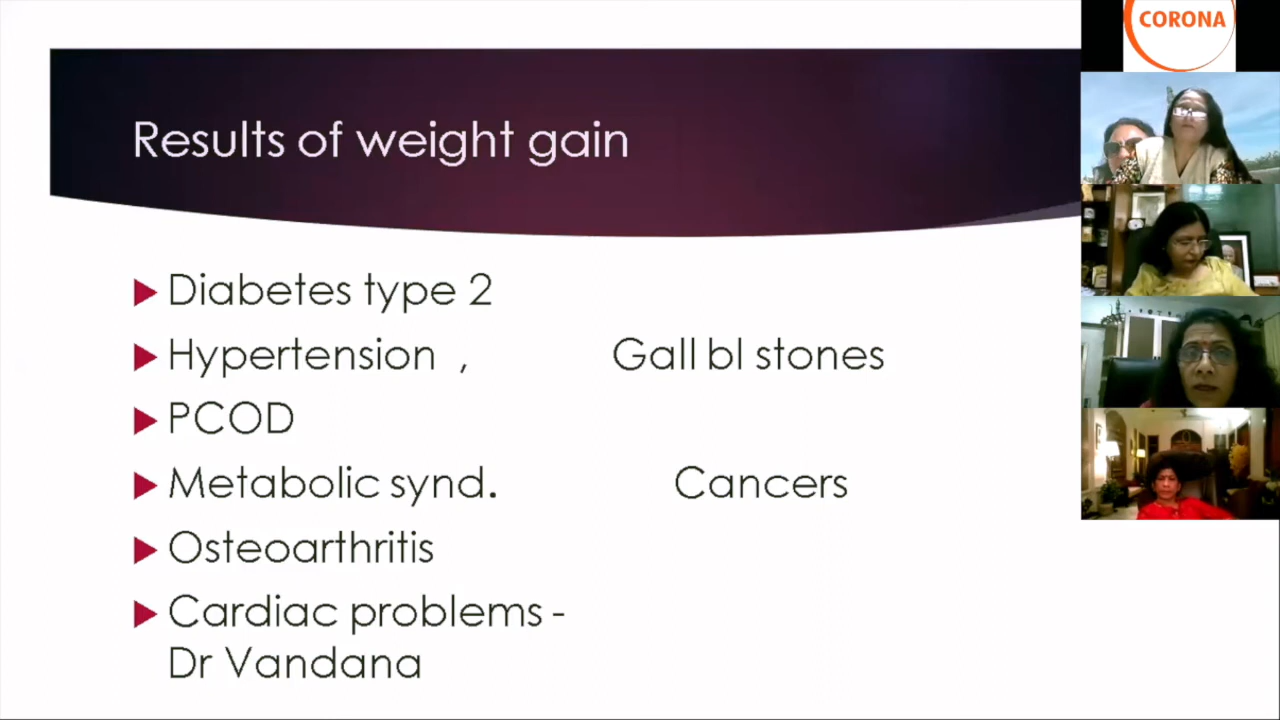 CORONA
Results of weight gain
Diabetes type 2
Hypertension , Gall bl stones
PCOD
Metabolic synd. Cancers
Osteoarthritis
Cardiac problems -
Dr Vandana